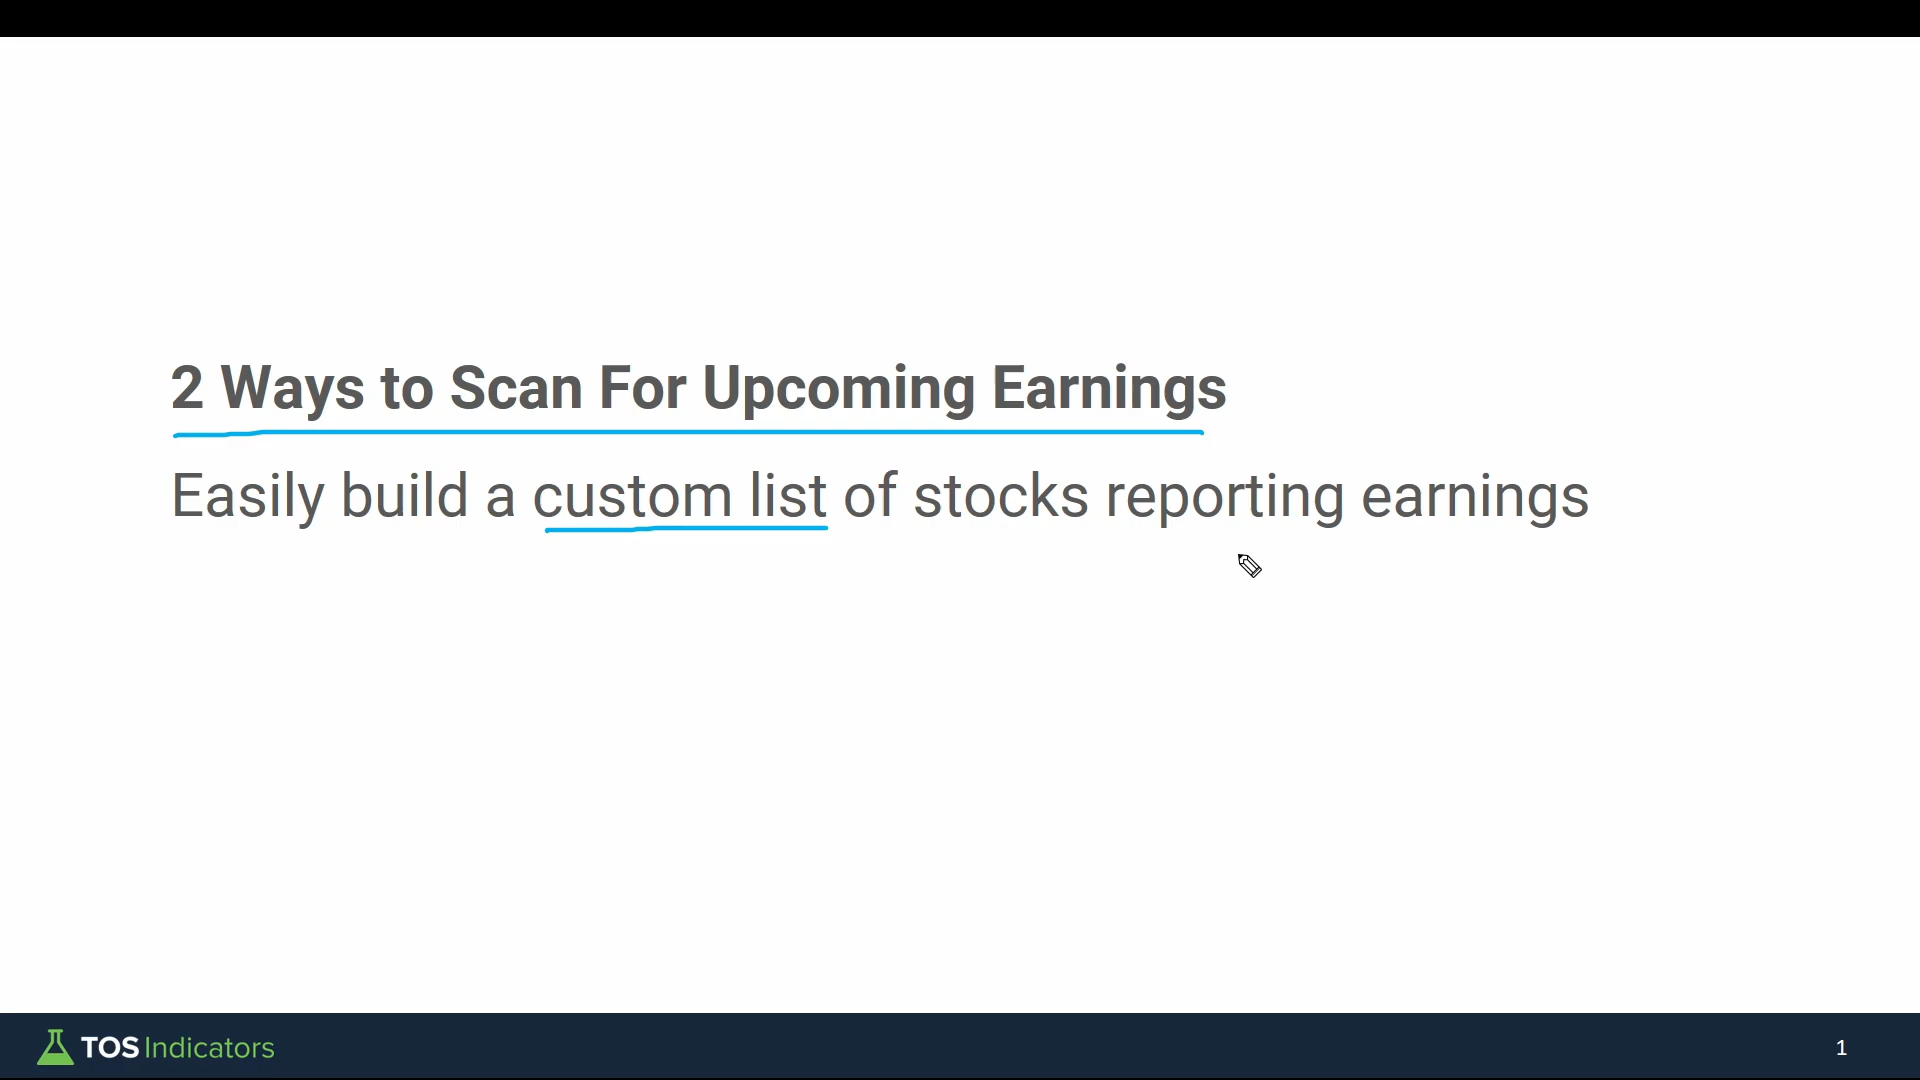 2 Ways to Scan For Upcoming Earnings
Easily build a custom list of stocks reporting earnings
TOS Indicators
1